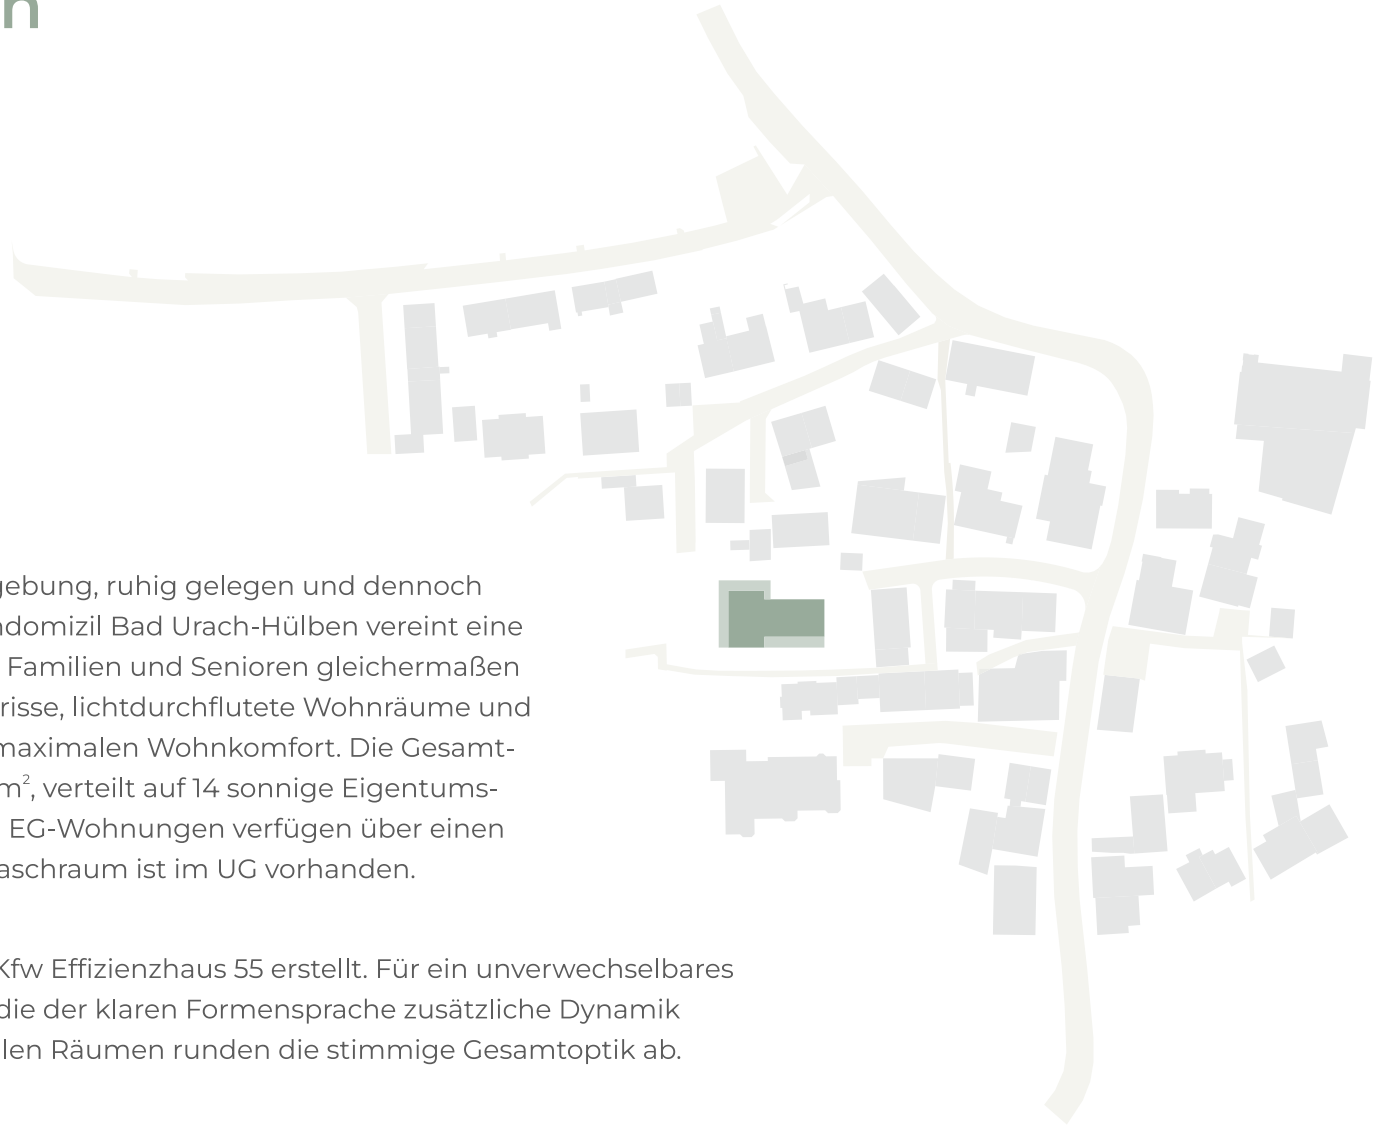 n
gebung, ruhig gelegen und dennoch
ndomizil Bad Urach-Hülben vereint eine
Familien und Senioren gleichermaßen
risse, lichtdurchflutete Wohnräume und
maximalen Wohnkomfort. Die Gesamt-
m², verteilt auf 14 sonnige Eigentums-
EG-Wohnungen verfügen über einen
aschraum ist im UG vorhanden.
Kfw Effizienzhaus 55 erstellt. Für ein unverwechselbares
die der klaren Formensprache zusätzliche Dynamik
len Räumen runden die stimmige Gesamtoptik ab.